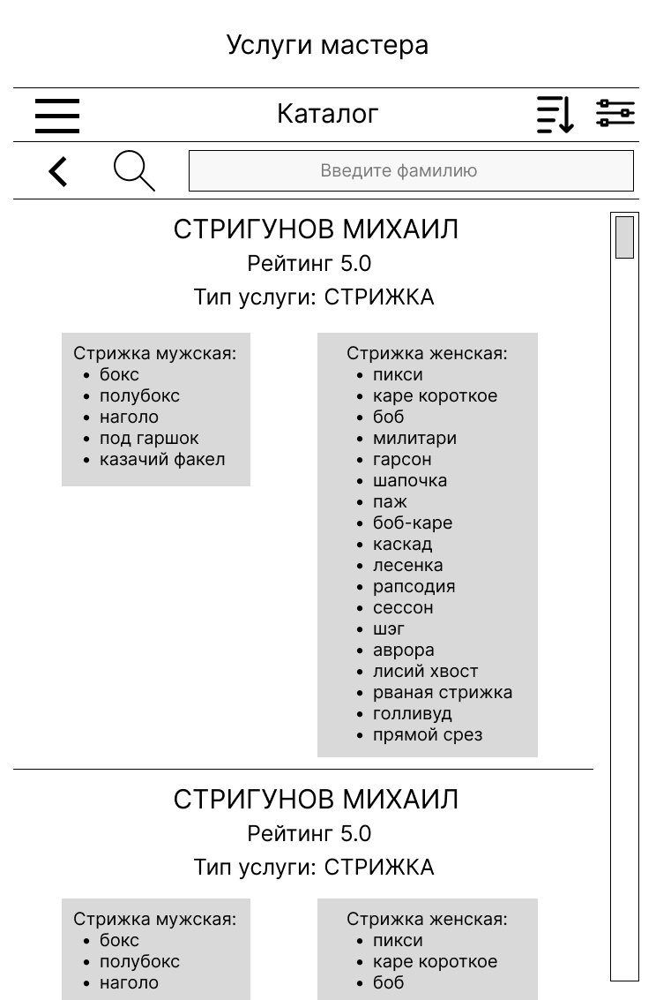 Услуги мастера
Каталог
Введите фамилию
СТРИГУНОВ МИХАИЛ
Рейтинг 5.0
Тип услуги: СТРИЖКА
Стрижка мужская:
• бокс
• полубокс
• наголо
• под гаршок
• казачий факел
Стрижка женская:
• пикси
• каре короткое
• боб
• милитари
• гарсон
• шапочка
• паж
• боб-каре
• каскад
• лесенка
• рапсодия
• сессон
• шэг
• аврора
• лисий хвост
• рваная стрижка
• голливуд
• прямой срез
СТРИГУНОВ МИХАИЛ
Рейтинг 5.0
Тип услуги: СТРИЖКА
Стрижка мужская:
• бокс
• полубокс
• наголо
Стрижка женская:
• пикси
• каре короткое
• боб